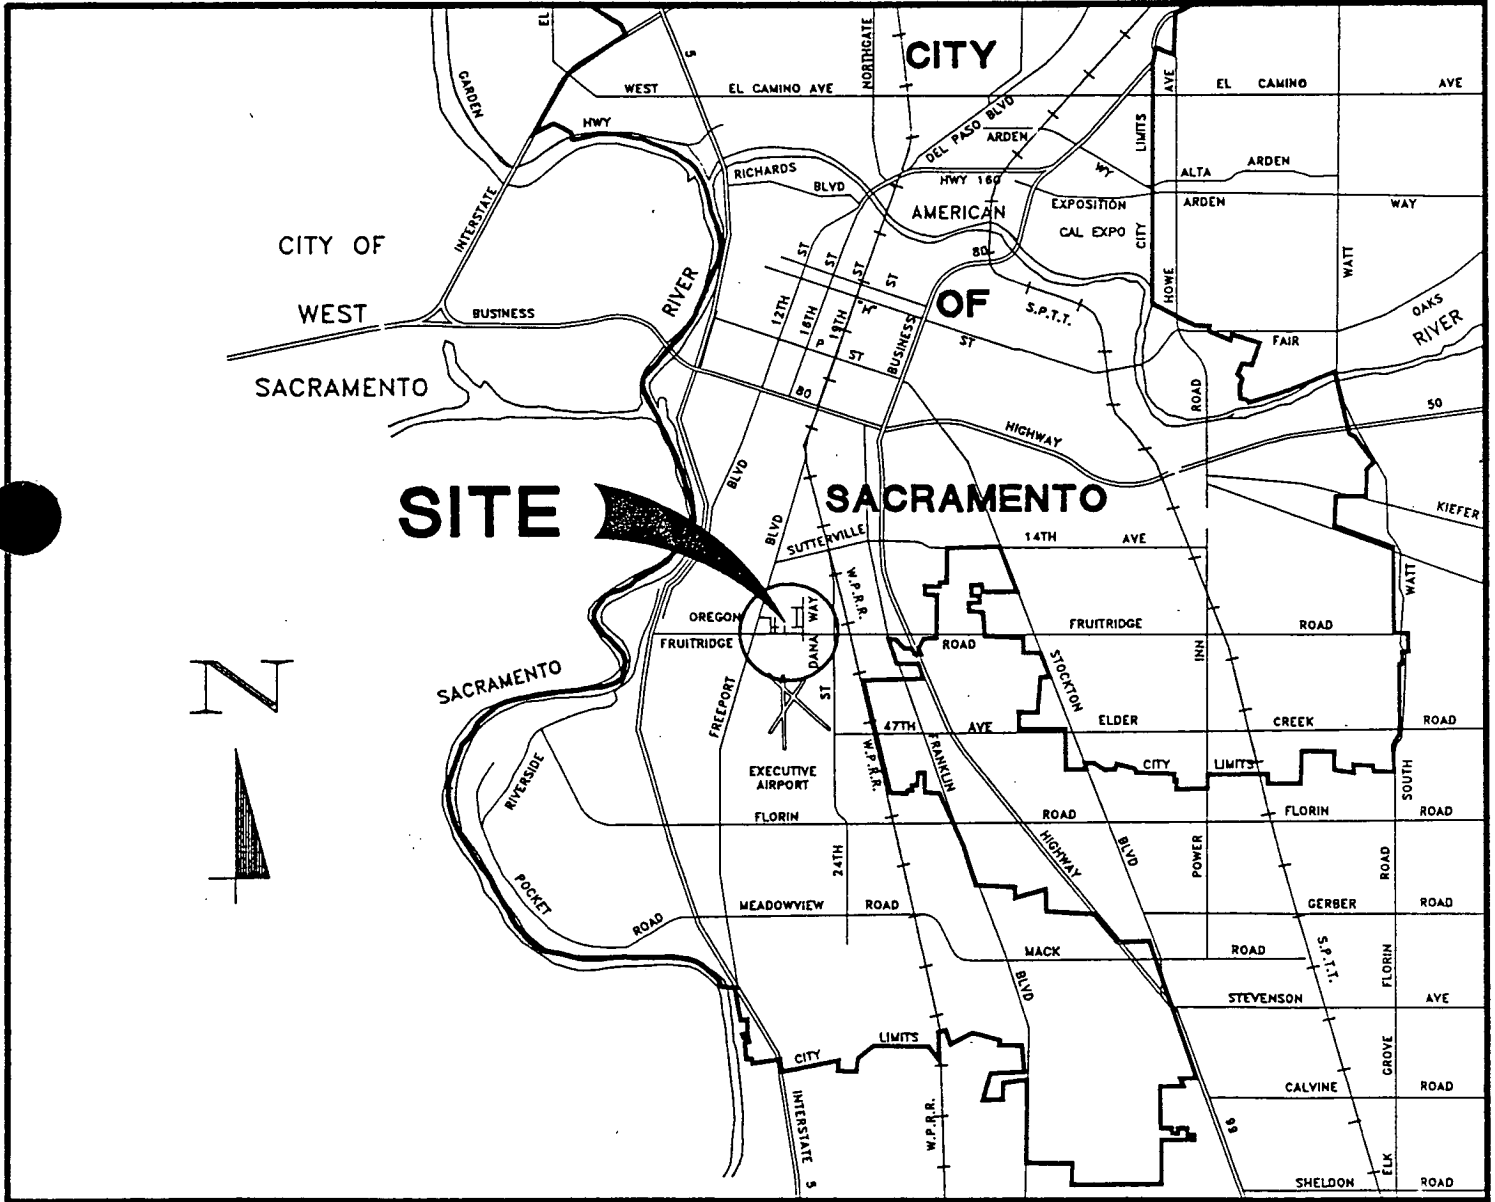 EL
5
NORTHGATE
CITY
GARDEN
WEST
EL CAMINO AVE
AVE
EL CAMINO
AVE
HWY
DEL PASO BLVD
ARDEN
LIMITS
WY
ALTA
ARDEN
RICHARDS
BLVD
HWY 160
AMERICAN
EXPOSITION
ARDEN
WAY
CAL EXPO
CITY
INTERSTATE
CITY OF
ST
ST
ST
ST
80
WATT
HOWE
RIVER
WEST
BUSINESS
12TH
16TH
19TH
"H"
OF
S.P.T.T.
OAKS
RIVER
P
ST
BUSINESS
ST
FAIR
SACRAMENTO
80
ROAD
50
HIGHWAY
BLVD
SITE
SACRAMENTO
KIEFER
BLVD
SUTTERVILLE
14TH
AVE
W.P.R.R.
WATT
OREGON
WAY
FRUITRIDGE
ROAD
FRUITRIDGE
DANA
ROAD
INN
STOCKTON
SACRAMENTO
N
FREEPORT
ST
47TH
AVE
ELDER
CREEK
ROAD
W.P.R.R.
FRANKLIN
CITY
LIMITS
SOUTH
RIVERSIDE
EXECUTIVE
AIRPORT
FLORIN
ROAD
FLORIN
ROAD
24TH
HIGHWAY
BLVD
POWER
ROAD
POCKET
ROAD
MEADOWVIEW
ROAD
GERBER
ROAD
MACK
ROAD
S.P.T.T.
FLORIN
BLVD
STEVENSON
AVE
CITY
LIMITS
GROVE
CALVINE
ROAD
INTERSTATE
5
W.P.R.R.
99
ELK
SHELDON
ROAD